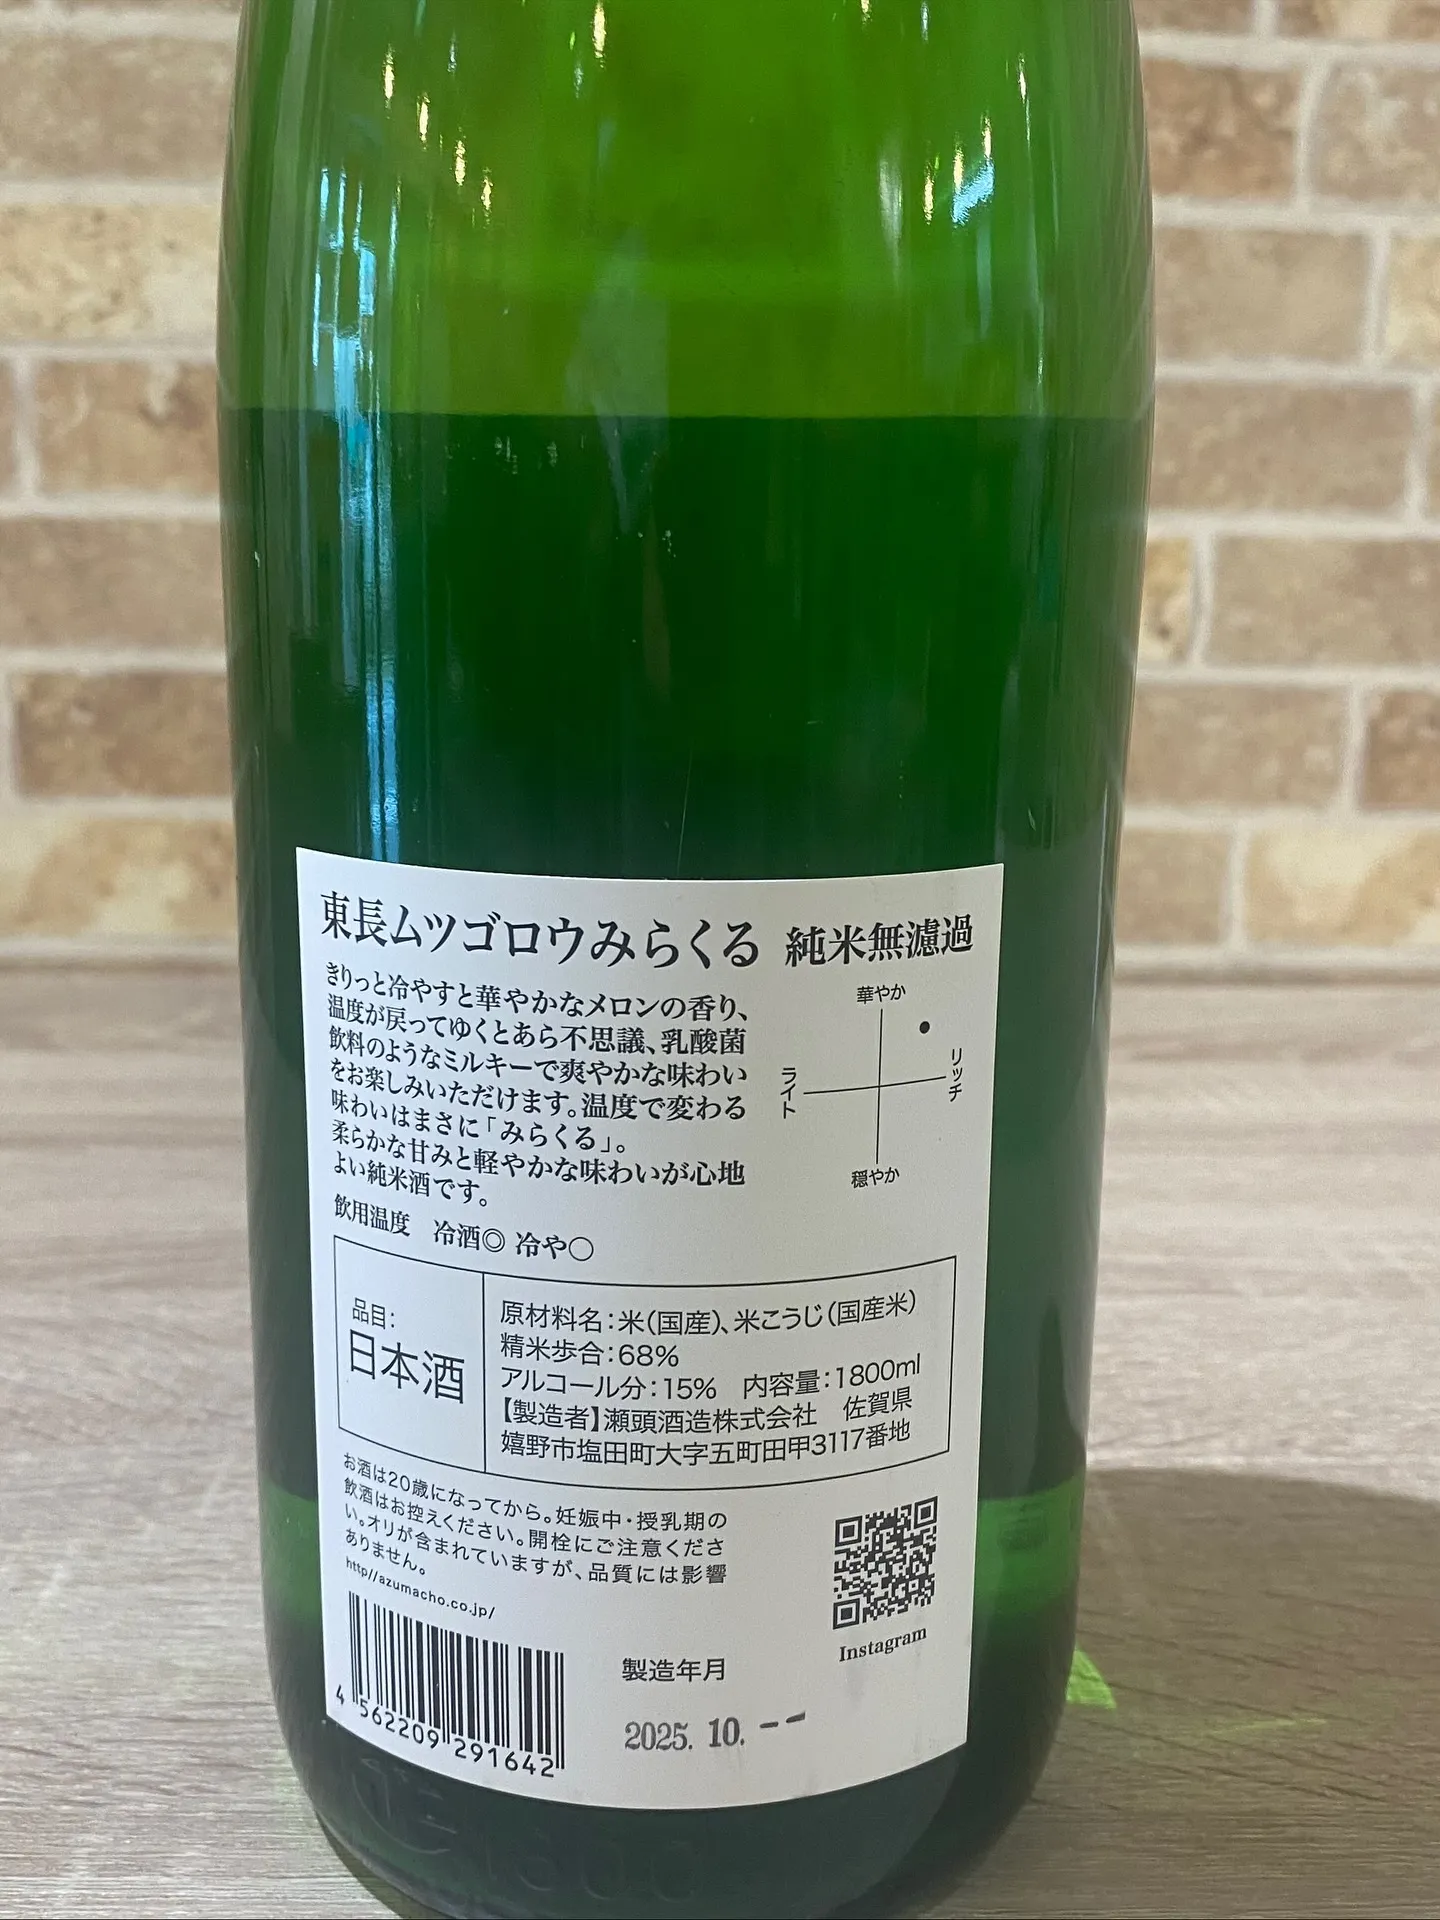 東長ムツゴロウみらくる 純米無濾過
きりっと冷やすと華やかなメロンの香り、
温度が戻ってゆくとあら不思議、乳酸菌
飲料のようなミルキーで爽やかな味わい
をお楽しみいただけます。温度で変わる
味わいはまさに「みらくる」。
柔らかな甘みと軽やかな味わいが心地
よい純米酒です。
飲用温度 冷酒◎ 冷や○
華やか
リッチ
ライト
穏やか
品目:
日本酒
原材料名:米(国産)、米こうじ(国産米)
精米歩合:68%
アルコール分:15% 内容量:1800ml
【製造者】瀬頭酒造株式会社 佐賀県
嬉野市塩田町大字五町田甲3117番地
お酒は20歳になってから。妊娠中・授乳期の
飲酒はお控えください。開栓にご注意くださ
い。オリが含まれていますが、品質には影響
ありません。
http//azumacho.co.jp/
4 562209 291642
製造年月
2025. 10. --
Instagram